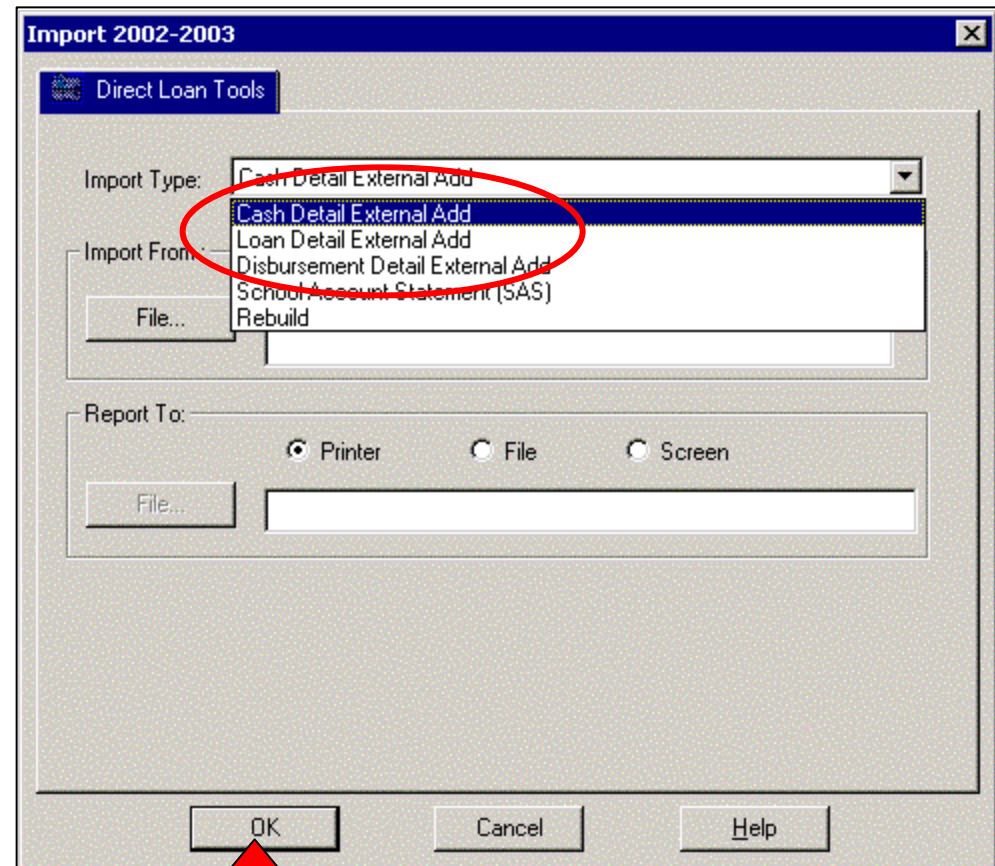 Import 2002-2003
Direct Loan Tools
Import Type: Cash Detail External Add
Cash Detail External Add
Loan Detail External Add
Disbursement Detail External Add
School Account Statement (SAS)
Rebuild
Import From:
File...
Report To:
Printer File Screen
File...
OK Cancel Help